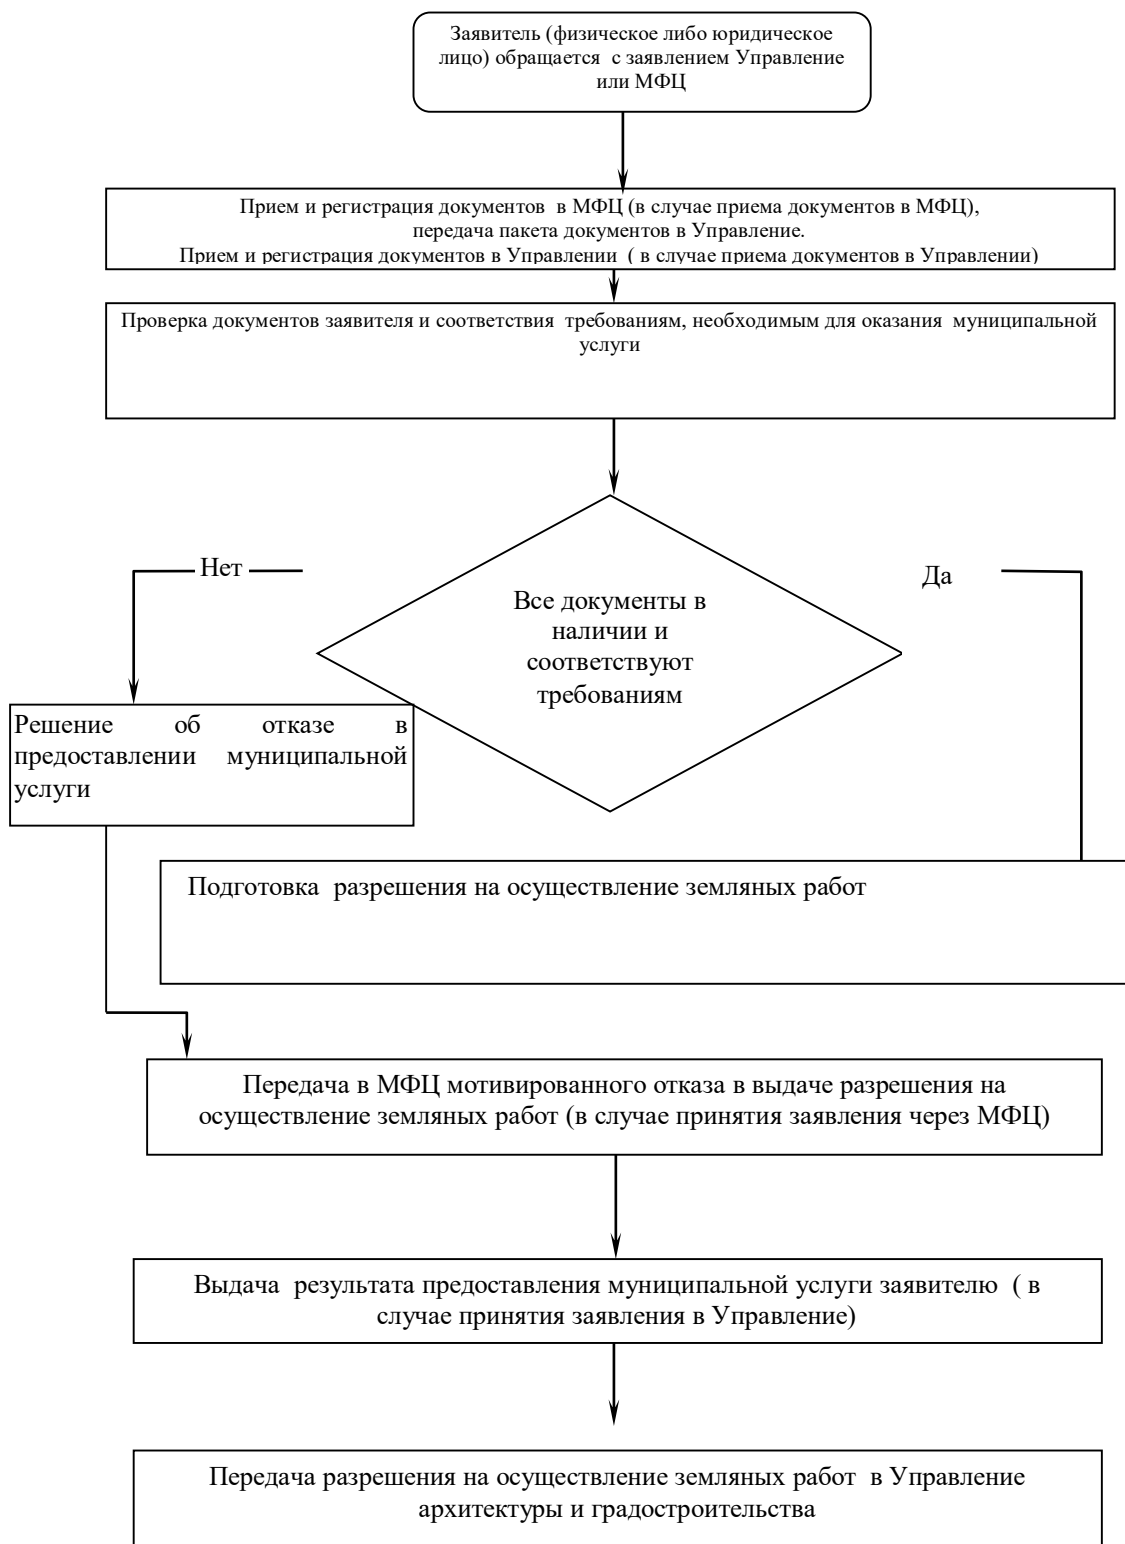 Заявитель (физическое либо юридическое
лицо) обращается с заявлением Управление
или МФЦ
Прием и регистрация документов в МФЦ (в случае приема документов в МФЦ),
передача пакета документов в Управление.
Прием и регистрация документов в Управлении ( в случае приема документов в Управлении)
Проверка документов заявителя и соответствия требованиям, необходимым для оказания муниципальной
услуги
Нет
Да
Все документы в
наличии и
соответствуют
требованиям
Решение об отказе в
предоставлении муниципальной
услуги
Подготовка разрешения на осуществление земляных работ
Передача в МФЦ мотивированного отказа в выдаче разрешения на
осуществление земляных работ (в случае принятия заявления через МФЦ)
Выдача результата предоставления муниципальной услуги заявителю ( в
случае принятия заявления в Управление)
Передача разрешения на осуществление земляных работ в Управление
архитектуры и градостроительства